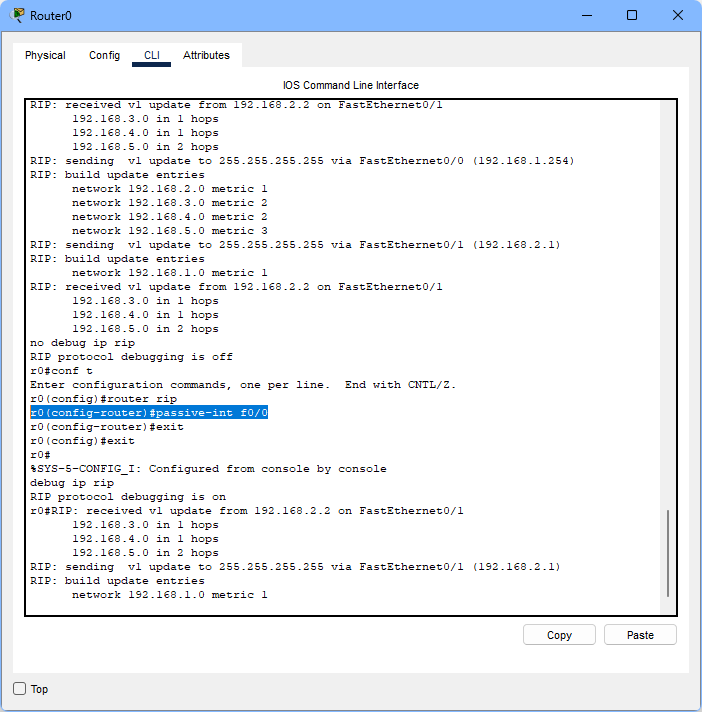 Router0
Physical Config CLI Attributes
IOS Command Line Interface
RIP: received v1 update from 192.168.2.2 on FastEthernet0/1
192.168.3.0 in 1 hops
192.168.4.0 in 1 hops
192.168.5.0 in 2 hops
RIP: sending  v1 update to 255.255.255.255 via FastEthernet0/0 (192.168.1.254)
RIP: build update entries
network 192.168.2.0 metric 1
network 192.168.3.0 metric 2
network 192.168.4.0 metric 2
network 192.168.5.0 metric 3
RIP: sending  v1 update to 255.255.255.255 via FastEthernet0/1 (192.168.2.1)
RIP: build update entries
network 192.168.1.0 metric 1
RIP: received v1 update from 192.168.2.2 on FastEthernet0/1
192.168.3.0 in 1 hops
192.168.4.0 in 1 hops
192.168.5.0 in 2 hops
no debug ip rip
RIP protocol debugging is off
r0#conf t
Enter configuration commands, one per line.  End with CNTL/Z.
r0(config)#router rip
r0(config-router)#passive-int f0/0
r0(config-router)#exit
r0(config)#exit
r0#
%SYS-5-CONFIG_I: Configured from console by console
debug ip rip
RIP protocol debugging is on
r0#RIP: received v1 update from 192.168.2.2 on FastEthernet0/1
192.168.3.0 in 1 hops
192.168.4.0 in 1 hops
192.168.5.0 in 2 hops
RIP: sending  v1 update to 255.255.255.255 via FastEthernet0/1 (192.168.2.1)
RIP: build update entries
network 192.168.1.0 metric 1
Copy Paste
Top